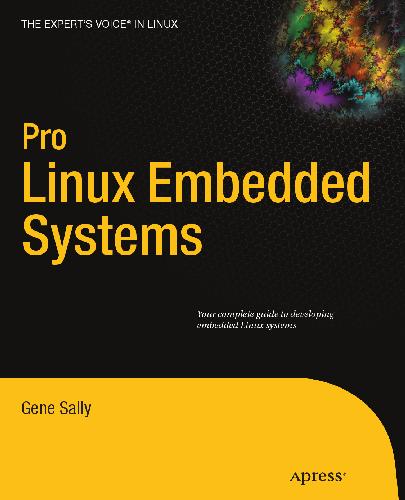 THE EXPERT'S VOICE® IN LINUX
Pro
Linux Embedded
Systems
Your complete guide to developing
embedded Linux systems
Gene Sally
Apress®